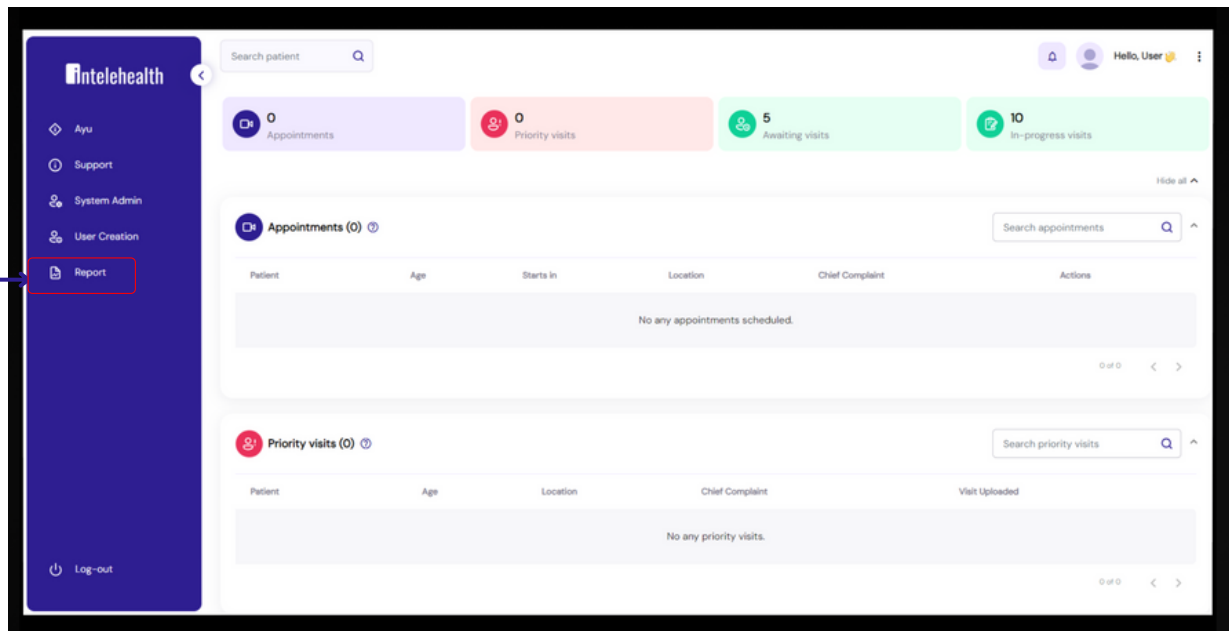 intelehealth
Search patient
Hello, User
Ayu
Support
System Admin
User Creation
Report
Log-out
0
Appointments
0
Priority visits
5
Awaiting visits
10
In-progress visits
Hide all
Appointments (0)
Search appointments
Patient Age Starts in Location Chief Complaint Actions
No any appointments scheduled.
0 of 0
Priority visits (0)
Search priority visits
Patient Age Location Chief Complaint Visit Uploaded
No any priority visits.
0 of 0